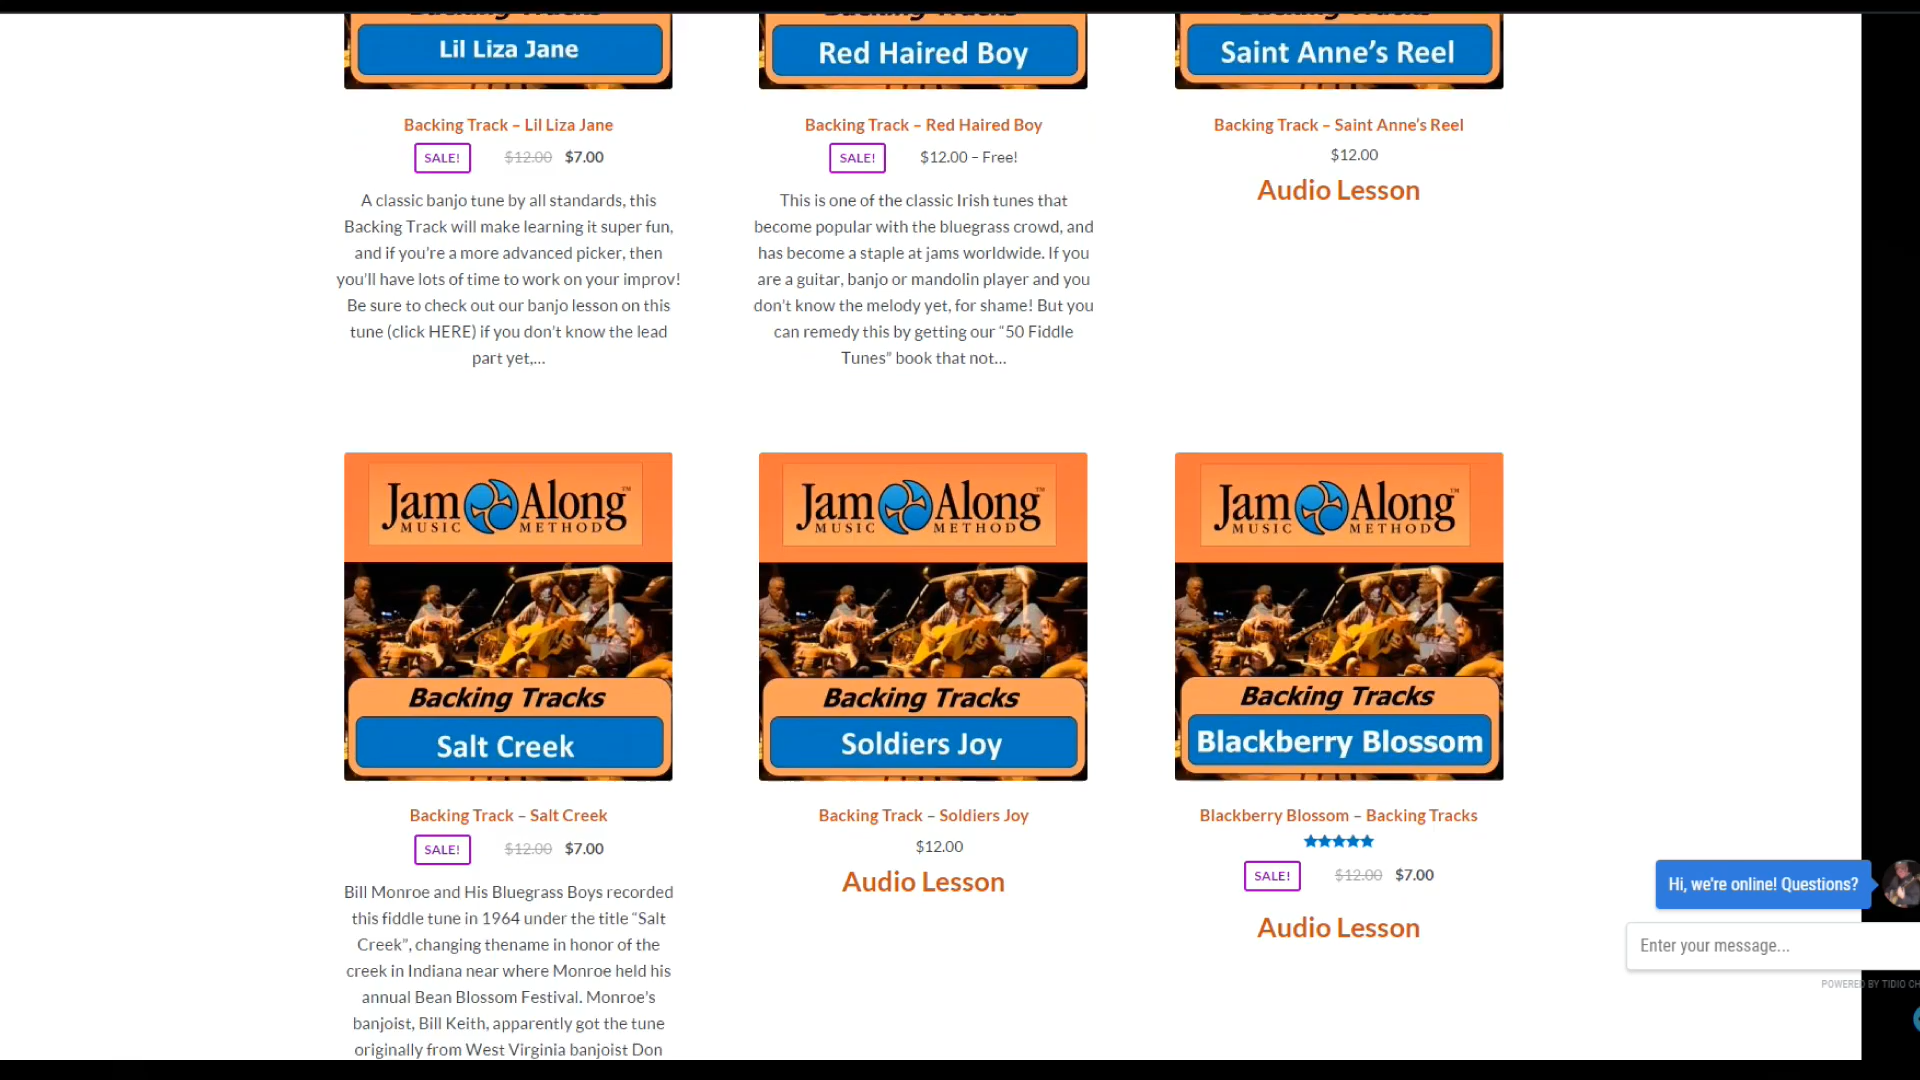 Backing Tracks
Lil Liza Jane
Backing Track – Lil Liza Jane
SALE! $12.00 $7.00
A classic banjo tune by all standards, this
Backing Track will make learning it super fun,
and if you're a more advanced picker, then
you'll have lots of time to work on your improv!
Be sure to check out our banjo lesson on this
tune (click HERE) if you don't know the lead
part yet,...
Backing Tracks
Red Haired Boy
Backing Track – Red Haired Boy
SALE! $12.00 – Free!
This is one of the classic Irish tunes that
become popular with the bluegrass crowd, and
has become a staple at jams worldwide. If you
are a guitar, banjo or mandolin player and you
don't know the melody yet, for shame! But you
can remedy this by getting our “50 Fiddle
Tunes” book that not...
Backing Tracks
Saint Anne’s Reel
Backing Track – Saint Anne’s Reel
$12.00
Audio Lesson
Jam Along™
MUSIC METHOD
Backing Tracks
Salt Creek
Backing Track – Salt Creek
SALE! $12.00 $7.00
Bill Monroe and His Bluegrass Boys recorded
this fiddle tune in 1964 under the title “Salt
Creek”, changing thename in honor of the
creek in Indiana near where Monroe held his
annual Bean Blossom Festival. Monroe's
banjoist, Bill Keith, apparently got the tune
originally from West Virginia banjoist Don
Jam Along™
MUSIC METHOD
Backing Tracks
Soldiers Joy
Backing Track – Soldiers Joy
$12.00
Audio Lesson
Jam Along™
MUSIC METHOD
Backing Tracks
Blackberry Blossom
Blackberry Blossom – Backing Tracks
SALE! $12.00 $7.00
Audio Lesson
Hi, we're online! Questions?
Enter your message...
POWERED BY TIDIO CH